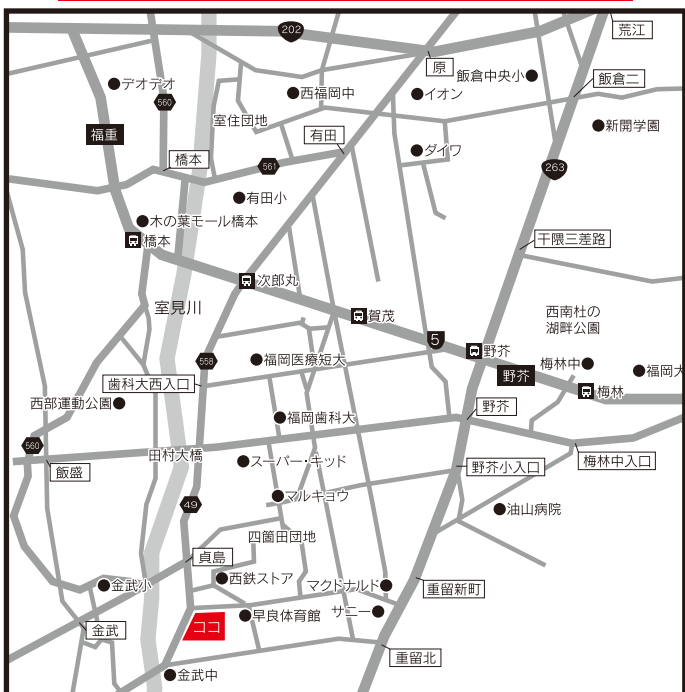 202
荒江
原
デオデオ
飯倉中央小
飯倉二
560
西福岡中
イオン
福重
室住団地
有田
新開学園
橋本
561
ダイワ
263
有田小
木の葉モール橋本
橋本
干隈三差路
次郎丸
室見川
賀茂
西南杜の
湖畔公園
5
558
福岡医療短大
野芥
梅林中
福岡大
歯科大西入口
野芥
梅林
西部運動公園
野芥
福岡歯科大
560
田村大橋
スーパー・キッド
飯盛
野芥小入口
梅林中入口
49
マルキョウ
油山病院
四箇田団地
貞島
金武小
西鉄ストア
マクドナルド
重留新町
ココ
早良体育館
サニー
金武
重留北
金武中